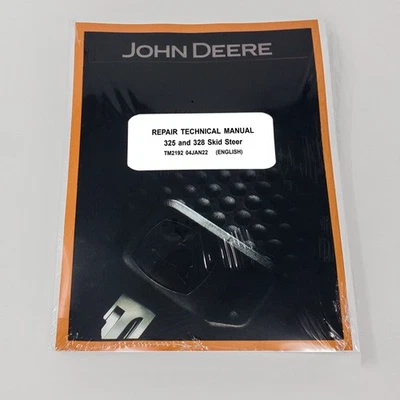 JOHN DEERE
REPAIR TECHNICAL MANUAL
325 and 328 Skid Steer
TM2192 04JAN22 (ENGLISH)